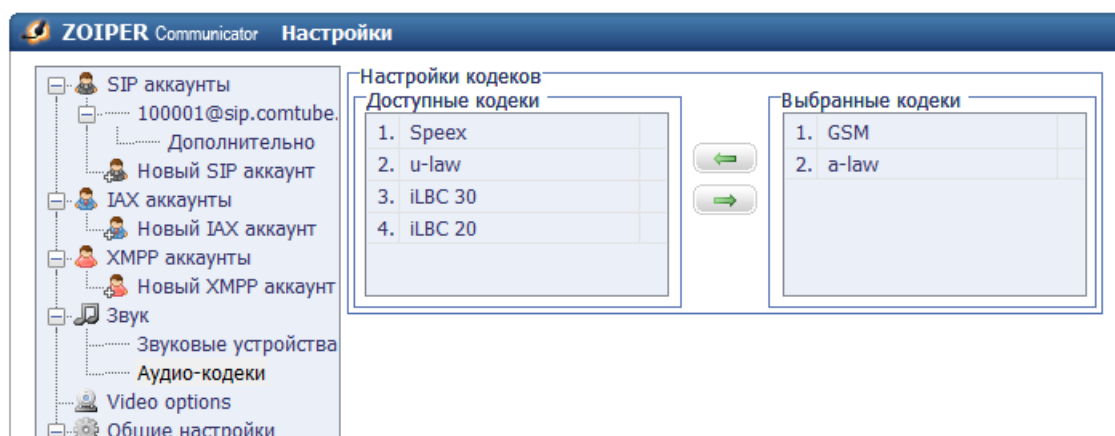 ZOIPER Communicator Настройки
SIP аккаунты
100001@sip.comtube.
Дополнительно
Новый SIP аккаунт
IAX аккаунты
Новый IAX аккаунт
XMPP аккаунты
Новый XMPP аккаунт
Звук
Звуковые устройства
Аудио-кодеки
Video options
Общие настройки
Настройки кодеков
Доступные кодеки
1. Speex
2. u-law
3. iLBC 30
4. iLBC 20
Выбранные кодеки
1. GSM
2. a-law